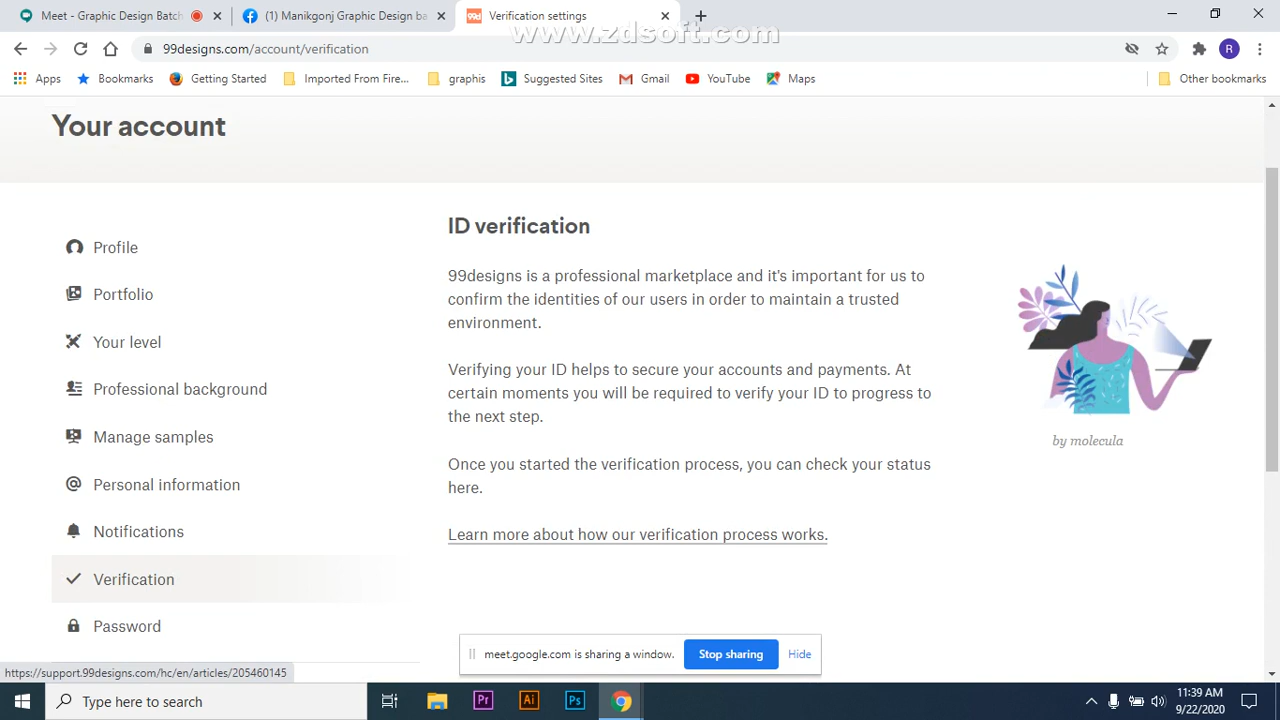 Meet - Graphic Design Batch
(1) Manikgonj Graphic Design ba
99d
Verification settings
www.zdsoft.com
99designs.com/account/verification
R
Apps
Bookmarks
Getting Started
Imported From Fire...
graphis
Suggested Sites
Gmail
YouTube
Maps
Other bookmarks
Your account
Profile
Portfolio
Your level
Professional background
Manage samples
Personal information
Notifications
Verification
Password
ID verification
99designs is a professional marketplace and it's important for us to
confirm the identities of our users in order to maintain a trusted
environment.
Verifying your ID helps to secure your accounts and payments. At
certain moments you will be required to verify your ID to progress to
the next step.
Once you started the verification process, you can check your status
here.
Learn more about how our verification process works.
by molecula
meet.google.com is sharing a window.
Stop sharing
Hide
https://support.99designs.com/hc/en/articles/205460145
Type here to search
Pr
Ai
Ps
11:39 AM
9/22/2020